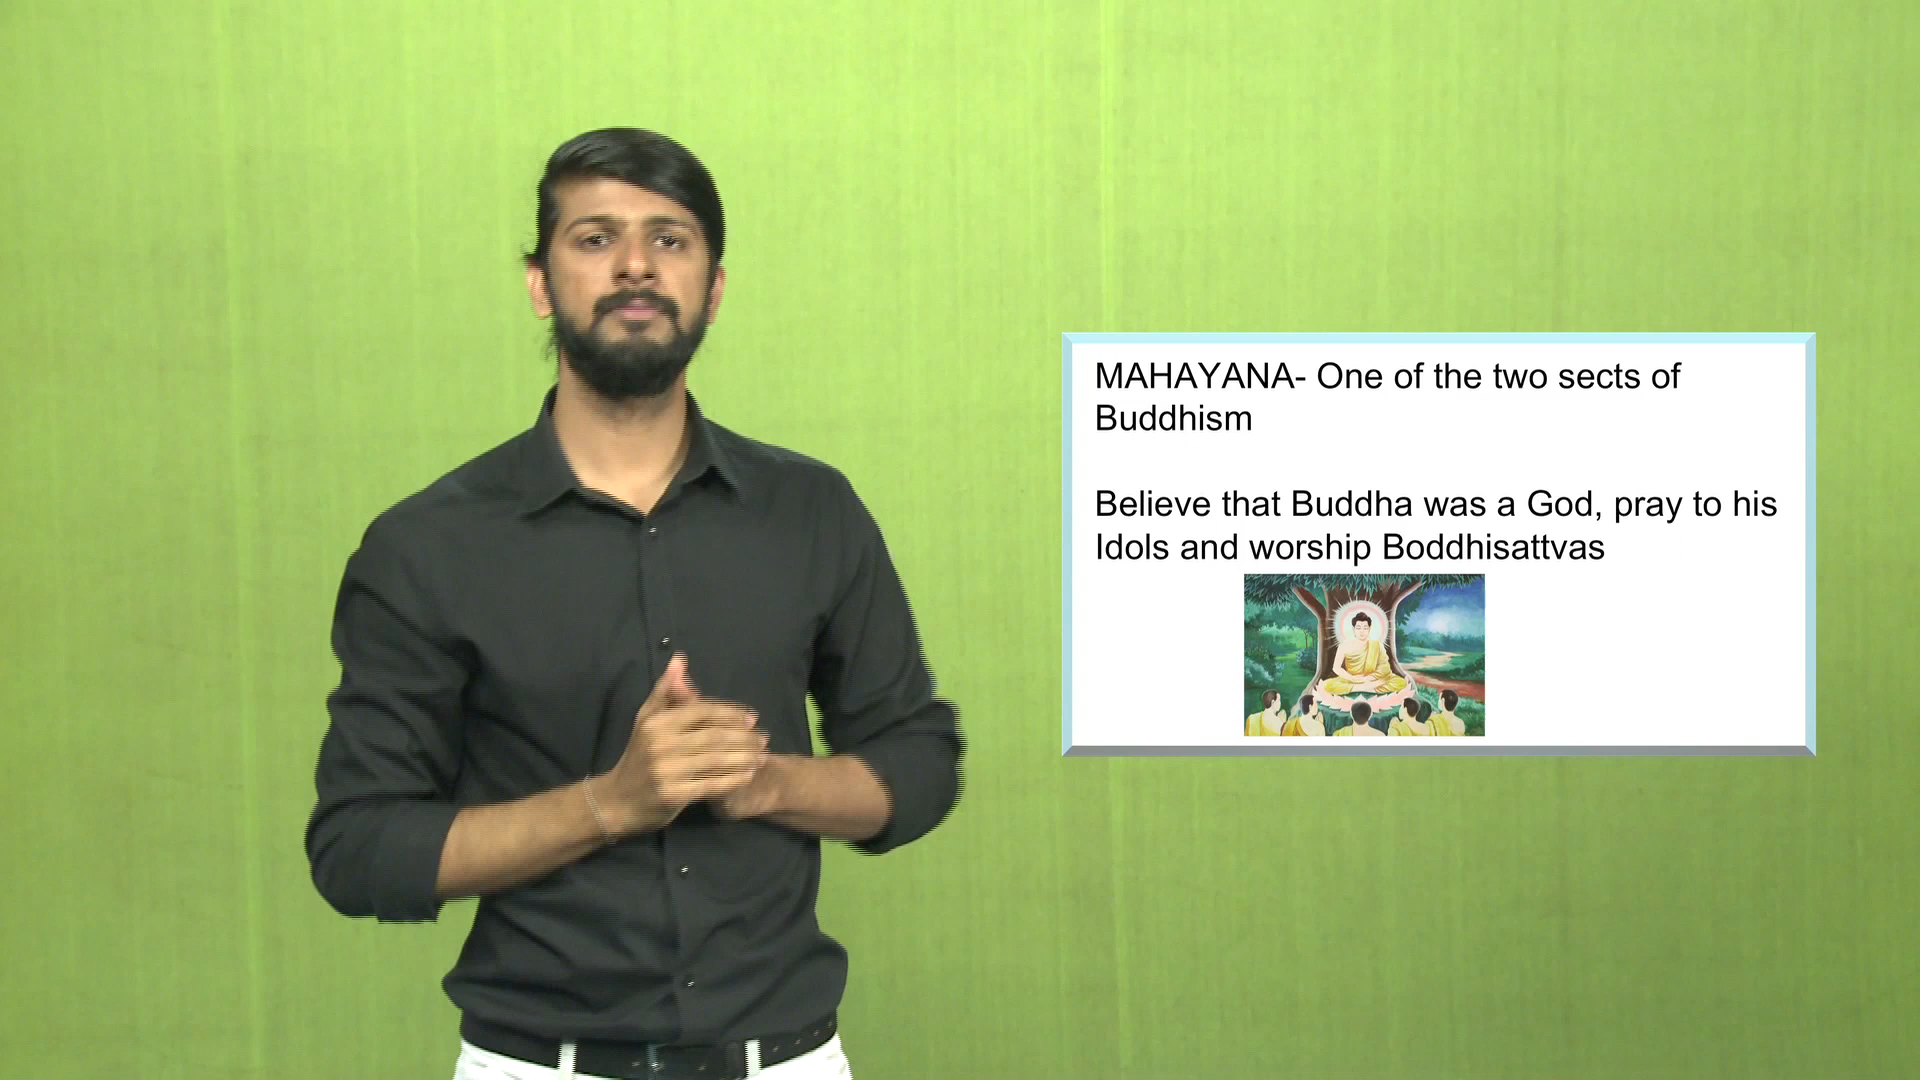 MAHAYANA- One of the two sects of
Buddhism
Believe that Buddha was a God, pray to his
Idols and worship Boddhisattvas